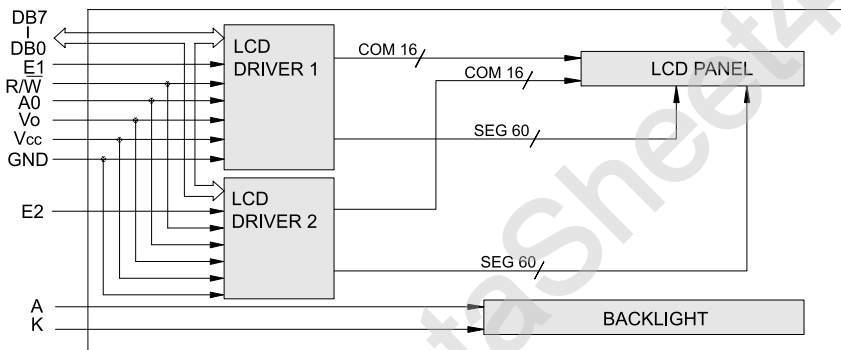 DB7
DB0
E1
R/W
A0
Vo
Vcc
GND
E2
A
K
LCD
DRIVER 1
LCD
DRIVER 2
COM 16
COM 16
SEG 60
SEG 60
LCD PANEL
BACKLIGHT
taSheet4